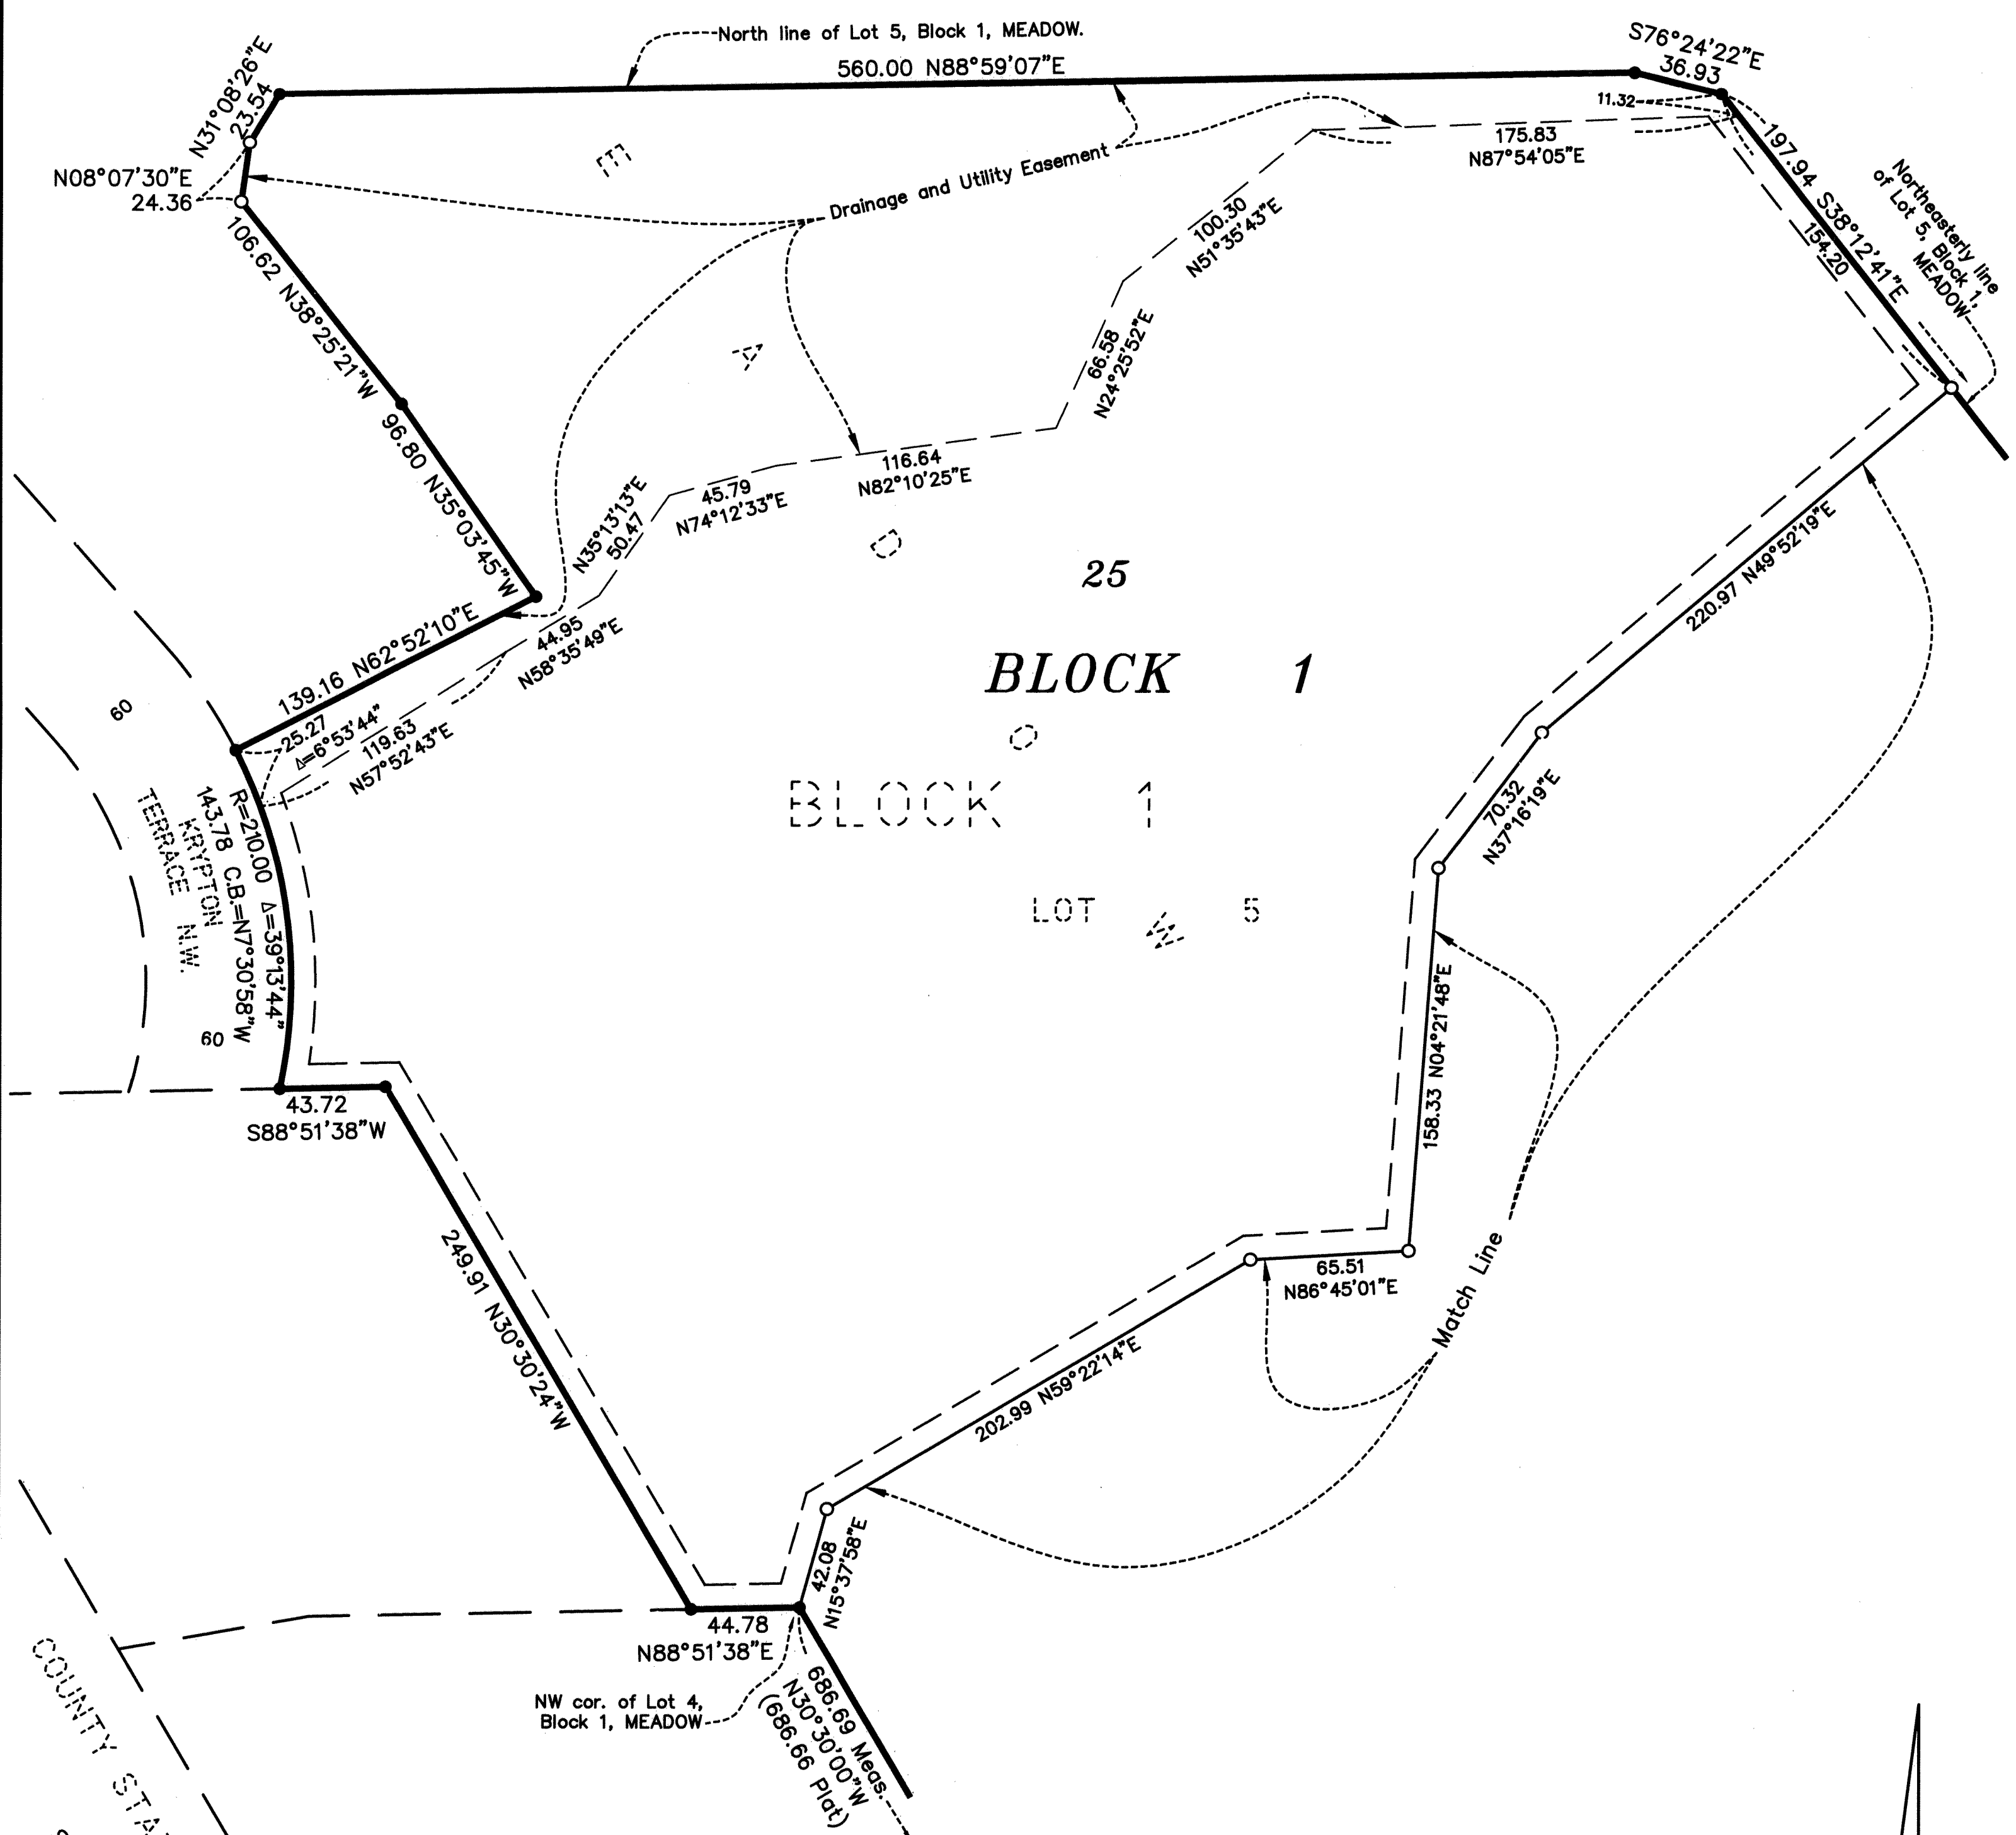 North line of Lot 5, Block 1, MEADOW.
560.00 N88°59'07"E
S76°24'22"E
36.93
N31°08'26"E
23.54
N08°07'30"E
24.36
11.32
175.83
N87°54'05"E
197.94 S38°12'41"E
154.20
Northeasterly line
of Lot 5, Block 1,
MEADOW
E
Drainage and Utility Easement
100.30
N51°35'43"E
106.62 N38°25'21"W
66.58
N24°25'52"E
A
96.80 N35°03'45"W
116.64
N82°10'25"E
45.79
N74°12'33"E
N35°13'13"E
50.47
D
25
220.97 N49°52'19"E
44.95
N58°35'49"E
139.16 N62°52'10"E
BLOCK 1
60
25.27
Δ=6°53'44"
119.63
N57°52'43"E
O
BLOCK 1
70.32
N37°16'19"E
R=210.00 Δ=39°13'44"
143.78 C.B.=N7°30'58"W
KRYPTON
TERRACE N.W.
LOT 5
W
60
158.33 N04°21'48"E
43.72
S88°51'38"W
65.51
N86°45'01"E
Match Line
249.91 N30°30'24"W
202.99 N59°22'14"E
42.08
N15°37'58"E
44.78
N88°51'38"E
NW cor. of Lot 4,
Block 1, MEADOW
686.69 Meas.
N30°30'00"W
(686.66 Plat)
COUNTY STA